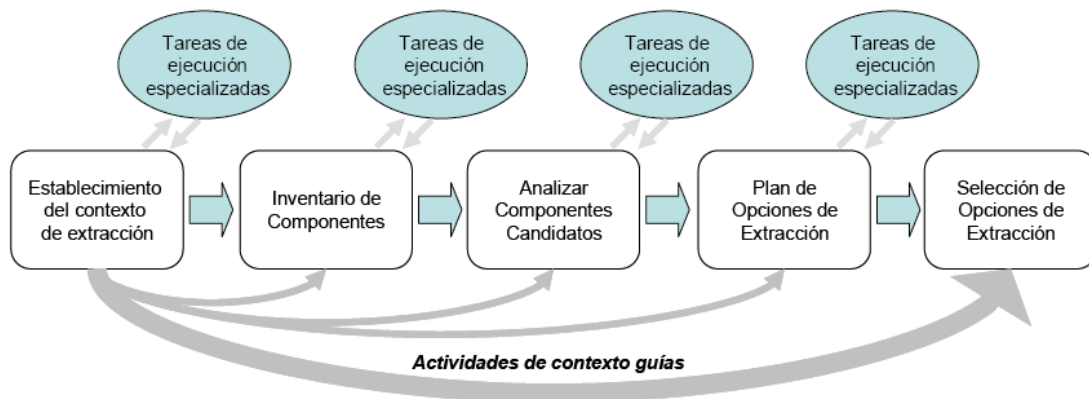 Tareas de
ejecución
especializadas
Tareas de
ejecución
especializadas
Tareas de
ejecución
especializadas
Tareas de
ejecución
especializadas
Establecimiento
del contexto
de extracción
Inventario de
Componentes
Analizar
Componentes
Candidatos
Plan de
Opciones de
Extracción
Selección de
Opciones de
Extracción
Actividades de contexto guías